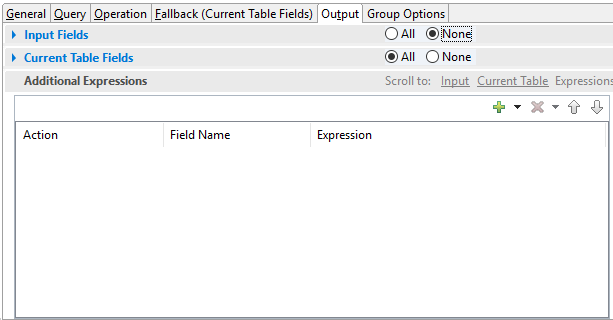 General Query Operation Fallback (Current Table Fields) Output Group Options
Input Fields All None
Current Table Fields All None
Additional Expressions Scroll to: Input Current Table Expressions
Action Field Name Expression